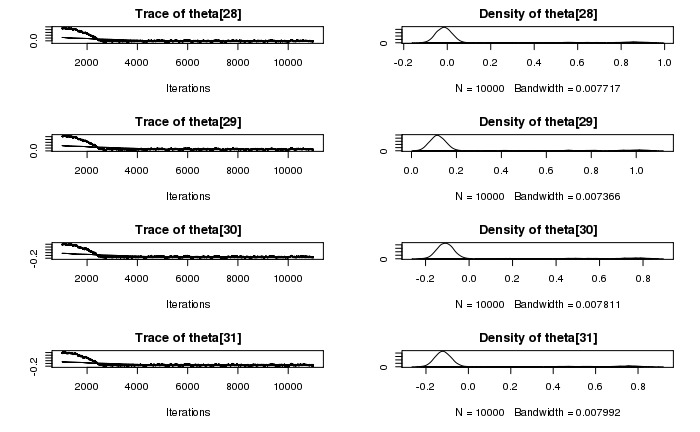 Trace of theta[28]
0.0
2000 4000 6000 8000 10000
Iterations
Density of theta[28]
0
-0.2 0.0 0.2 0.4 0.6 0.8 1.0
N = 10000 Bandwidth = 0.007717
Trace of theta[29]
0.0
2000 4000 6000 8000 10000
Iterations
Density of theta[29]
0
0.0 0.2 0.4 0.6 0.8 1.0
N = 10000 Bandwidth = 0.007366
Trace of theta[30]
-0.2
2000 4000 6000 8000 10000
Iterations
Density of theta[30]
0
-0.2 0.0 0.2 0.4 0.6 0.8
N = 10000 Bandwidth = 0.007811
Trace of theta[31]
-0.2
2000 4000 6000 8000 10000
Iterations
Density of theta[31]
0
-0.2 0.0 0.2 0.4 0.6 0.8
N = 10000 Bandwidth = 0.007992